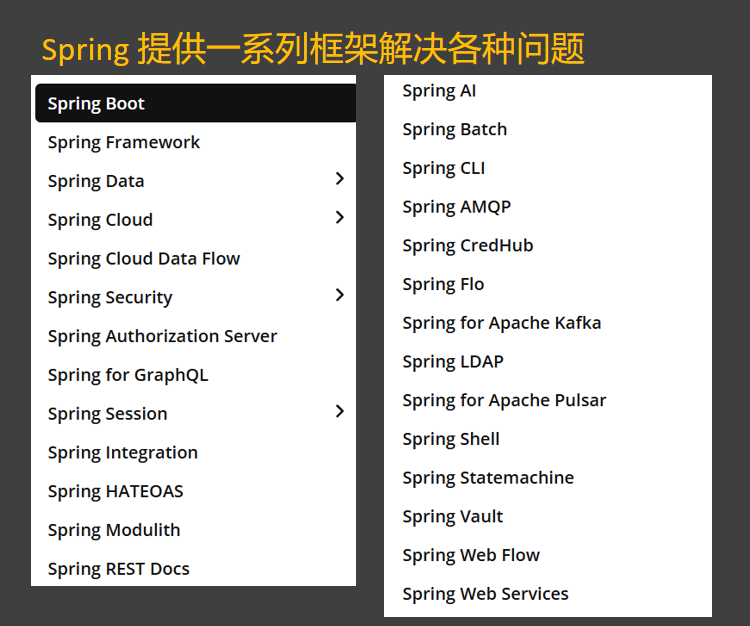 Spring 提供一系列框架解决各种问题
Spring Boot
Spring Framework
Spring Data
Spring Cloud
Spring Cloud Data Flow
Spring Security
Spring Authorization Server
Spring for GraphQL
Spring Session
Spring Integration
Spring HATEOAS
Spring Modulith
Spring REST Docs
Spring AI
Spring Batch
Spring CLI
Spring AMQP
Spring CredHub
Spring Flo
Spring for Apache Kafka
Spring LDAP
Spring for Apache Pulsar
Spring Shell
Spring Statemachine
Spring Vault
Spring Web Flow
Spring Web Services